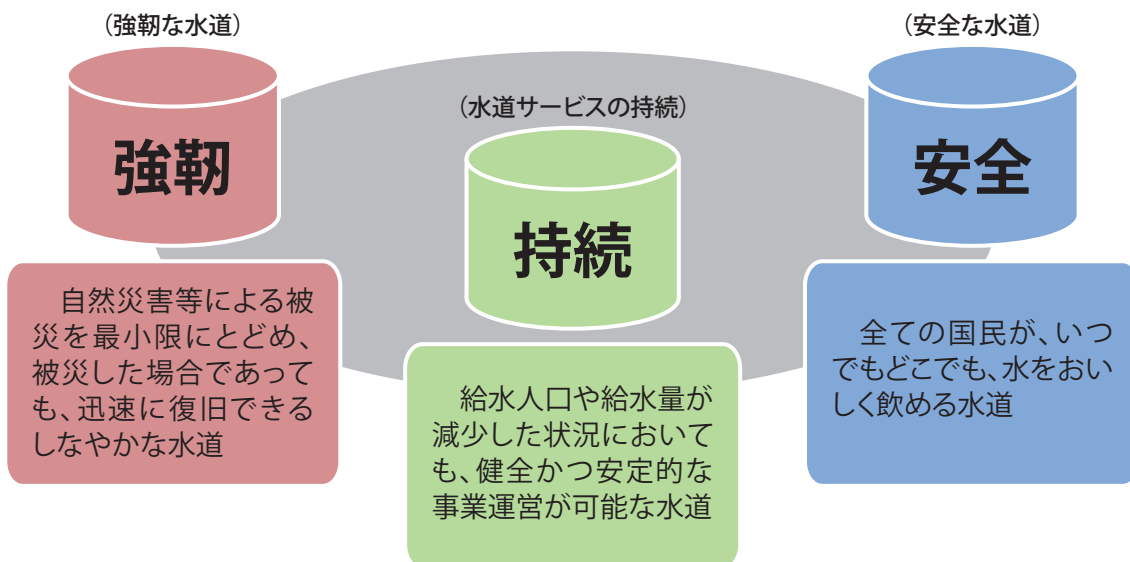 （強靭な水道）
強靭
自然災害等による被
災を最小限にとどめ、
被災した場合であって
も、迅速に復旧できる
しなやかな水道
（水道サービスの持続）
持続
給水人口や給水量が
減少した状況において
も、健全かつ安定的な
事業運営が可能な水道
（安全な水道）
安全
全ての国民が、いつ
でもどこでも、水をおい
しく飲める水道